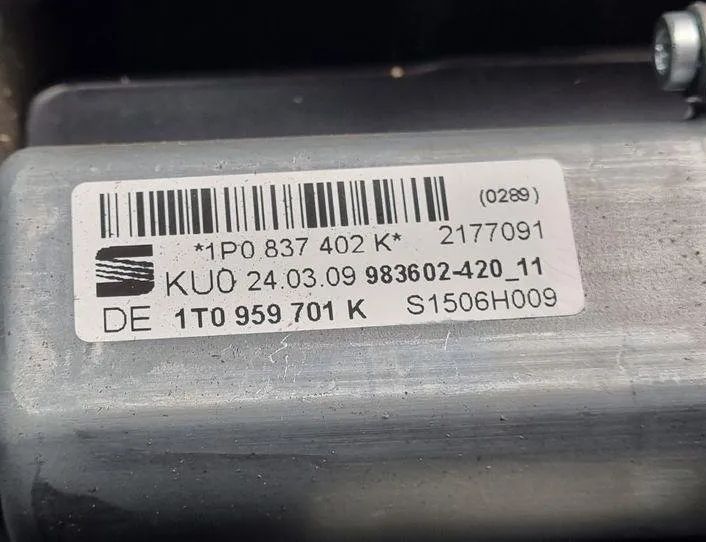 (0289)
*1P0 837 402 K* 2177091
KU0 24.03.09 983602-420_11
DE 1T0 959 701 K S1506H009